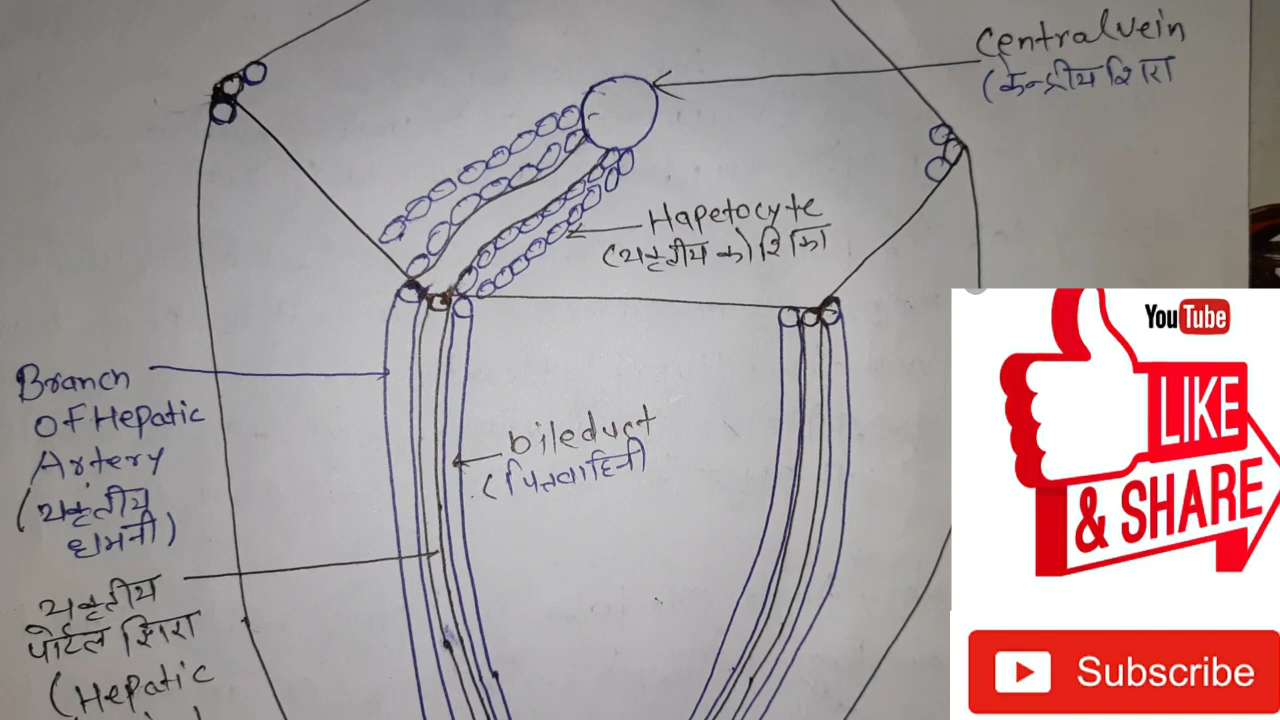 Centralvein
(केन्द्रीय शिरा
Hapetocyte
(यकृतीय कोशिका
Branch
of Hepatic
Artery
(यकृतीय
धमनी)
bileduct
(पित्तवाहिनी
यकृतीय
पोर्टल शिरा
(Hepatic
YouTube
LIKE
& SHARE
Subscribe